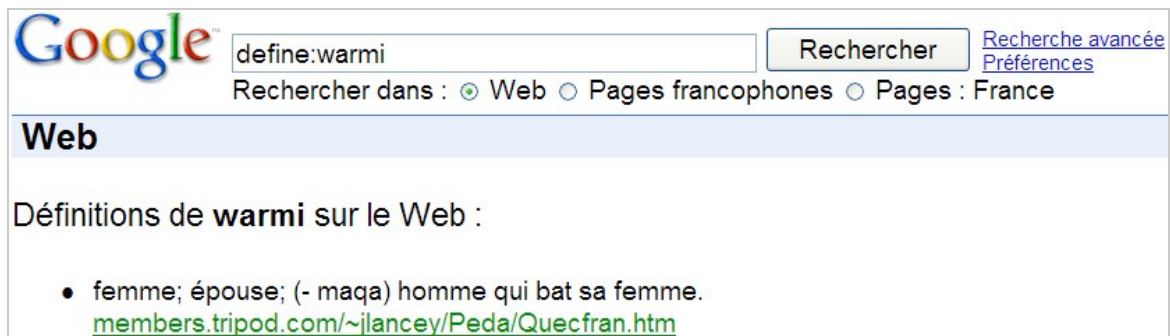 Google™ define:warmi Rechercher Recherche avancée
Préférences
Rechercher dans : Web Pages francophones Pages : France
Web
Définitions de warmi sur le Web :
• femme; épouse; (- maqa) homme qui bat sa femme.
members.tripod.com/~jlancey/Peda/Quecfran.htm